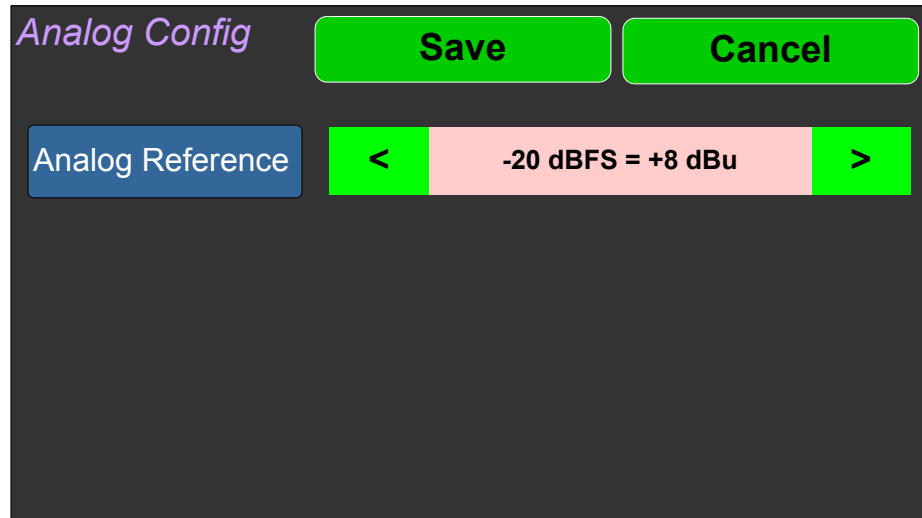 Analog Config
Save
Cancel
Analog Reference
<
-20 dBFS = +8 dBu
>